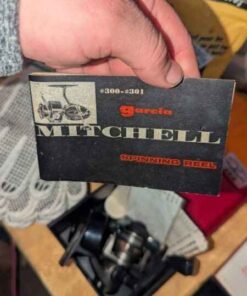 #300-#301
garcia
MITCHELL
SPINNING REEL